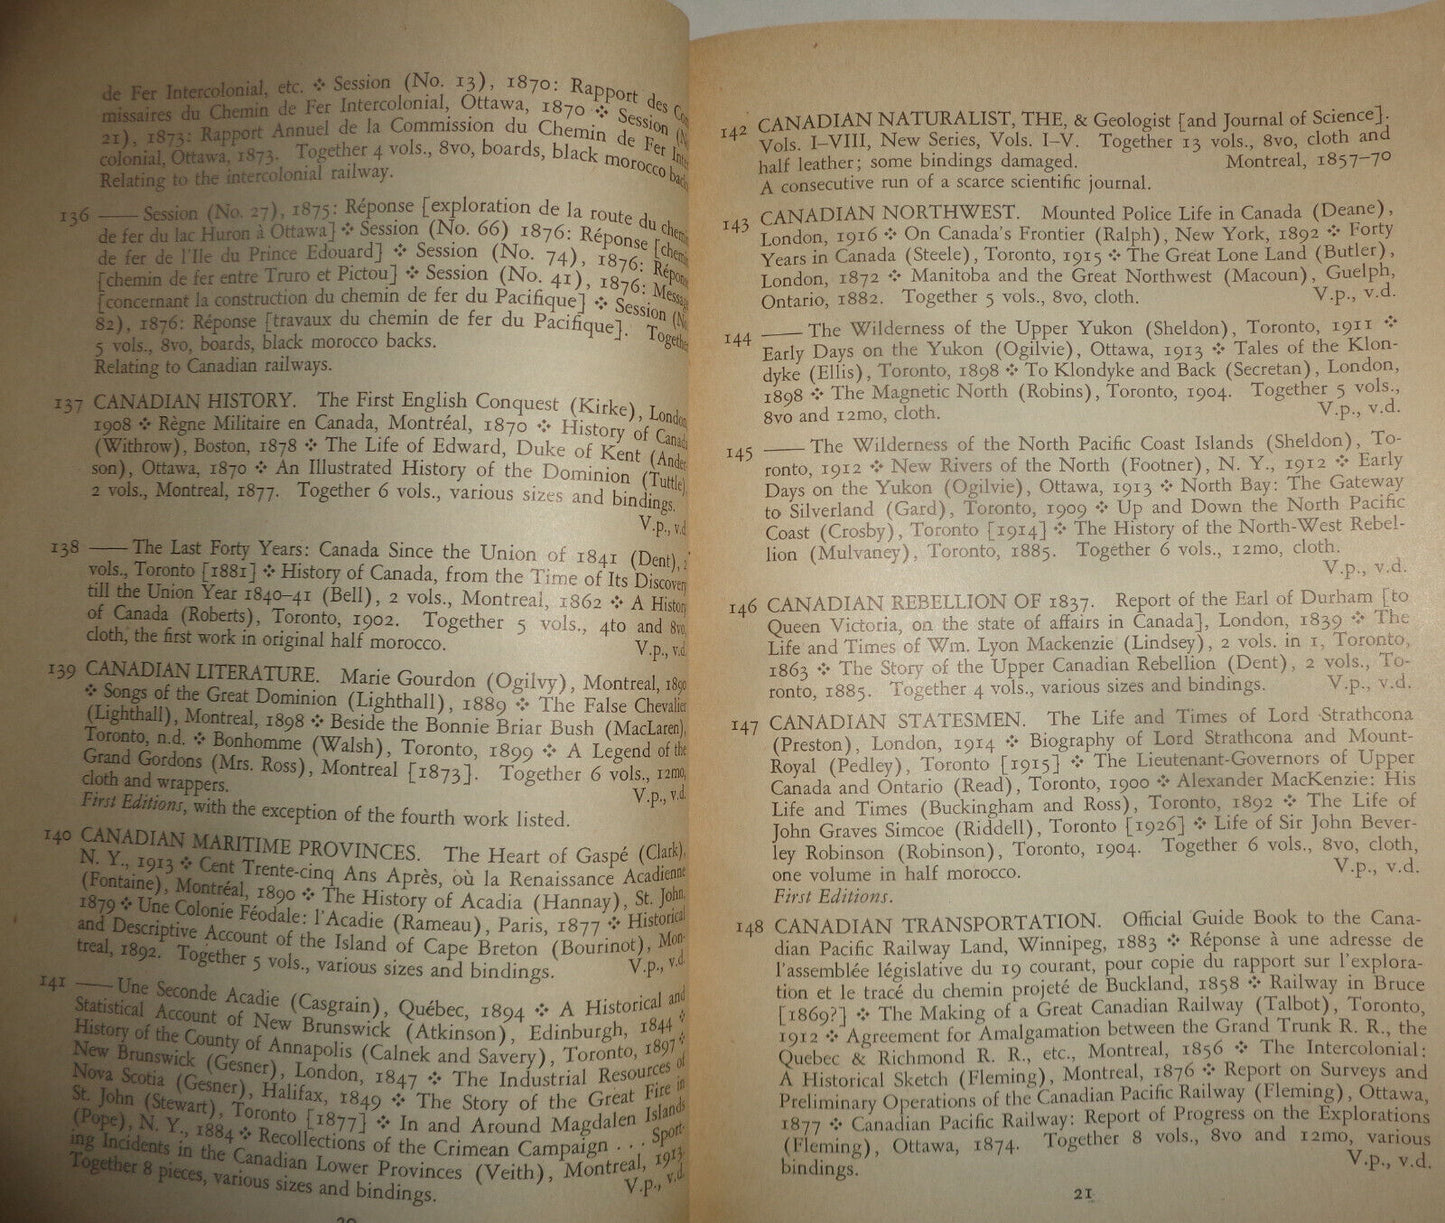 de Fer Intercolonial, etc. ❖ Session (No. 13), 1870: Rapport des Com
missaires du Chemin de Fer Intercolonial, Ottawa, 1870 ❖ Session (N
21), 1873: Rapport Annuel de la Commission du Chemin de Fer Inter
colonial, Ottawa, 1873. Together 4 vols., 8vo, boards, black morocco backs
Relating to the intercolonial railway.
136 —— Session (No. 27), 1875: Réponse [exploration de la route du chemin
de fer du lac Huron à Ottawa] ❖ Session (No. 66) 1876: Réponse [chemin
de fer de l'Ile du Prince Edouard] ❖ Session (No. 74), 1876: Répons
[chemin de fer entre Truro et Pictou] ❖ Session (No. 41), 1876: Message
[concernant la construction du chemin de fer du Pacifique] ❖ Session (No
82), 1876: Réponse [travaux du chemin de fer du Pacifique]. Together
5 vols., 8vo, boards, black morocco backs.
Relating to Canadian railways.
137 CANADIAN HISTORY. The First English Conquest (Kirke), London
1908 ❖ Règne Militaire en Canada, Montréal, 1870 ❖ History of Canada
(Withrow), Boston, 1878 ❖ The Life of Edward, Duke of Kent (Ander
son), Ottawa, 1870 ❖ An Illustrated History of the Dominion (Tuttle),
2 vols., Montreal, 1877. Together 6 vols., various sizes and bindings.
V.p., v.d
138 —— The Last Forty Years: Canada Since the Union of 1841 (Dent), 2
vols., Toronto [1881] ❖ History of Canada, from the Time of Its Discovery
till the Union Year 1840–41 (Bell), 2 vols., Montreal, 1862 ❖ A History
of Canada (Roberts), Toronto, 1902. Together 5 vols., 4to and 8vo,
cloth, the first work in original half morocco. V.p., v.d.
139 CANADIAN LITERATURE. Marie Gourdon (Ogilvy), Montreal, 1890
❖ Songs of the Great Dominion (Lighthall), 1889 ❖ The False Chevalier
(Lighthall), Montreal, 1898 ❖ Beside the Bonnie Briar Bush (MacLaren),
Toronto, n.d. ❖ Bonhomme (Walsh), Toronto, 1899 ❖ A Legend of the
Grand Gordons (Mrs. Ross), Montreal [1873]. Together 6 vols., 12mo,
cloth and wrappers. V.p., v.d.
First Editions, with the exception of the fourth work listed.
140 CANADIAN MARITIME PROVINCES. The Heart of Gaspé (Clark),
N. Y., 1913 ❖ Cent Trente-cinq Ans Après, où la Renaissance Acadienne
(Fontaine), Montréal, 1890 ❖ The History of Acadia (Hannay), St. John,
1879 ❖ Une Colonie Féodale: l'Acadie (Rameau), Paris, 1877 ❖ Historical
and Descriptive Account of the Island of Cape Breton (Bourinot), Mon-
treal, 1892. Together 5 vols., various sizes and bindings. V.p., v.d.
141 —— Une Seconde Acadie (Casgrain), Québec, 1894 ❖ A Historical and
Statistical Account of New Brunswick (Atkinson), Edinburgh, 1844 ❖
History of the County of Annapolis (Calnek and Savery), Toronto, 1897 ❖
New Brunswick (Gesner), London, 1847 ❖ The Industrial Resources of
Nova Scotia (Gesner), Halifax, 1849 ❖ The Story of the Great Fire in
St. John (Stewart), Toronto [1877] ❖ In and Around Magdalen Islands
(Pope), N. Y., 1884 ❖ Recollections of the Crimean Campaign . . . Sport-
ing Incidents in the Canadian Lower Provinces (Veith), Montreal, 1913.
Together 8 pieces, various sizes and bindings. V.p., v.d.
20
142 CANADIAN NATURALIST, THE, & Geologist [and Journal of Science].
Vols. I–VIII, New Series, Vols. I–V. Together 13 vols., 8vo, cloth and
half leather; some bindings damaged. Montreal, 1857–70
A consecutive run of a scarce scientific journal.
143 CANADIAN NORTHWEST. Mounted Police Life in Canada (Deane),
London, 1916 ❖ On Canada's Frontier (Ralph), New York, 1892 ❖ Forty
Years in Canada (Steele), Toronto, 1915 ❖ The Great Lone Land (Butler),
London, 1872 ❖ Manitoba and the Great Northwest (Macoun), Guelph,
Ontario, 1882. Together 5 vols., 8vo, cloth. V.p., v.d.
144 —— The Wilderness of the Upper Yukon (Sheldon), Toronto, 1911 ❖
Early Days on the Yukon (Ogilvie), Ottawa, 1913 ❖ Tales of the Klon-
dyke (Ellis), Toronto, 1898 ❖ To Klondyke and Back (Secretan), London,
1898 ❖ The Magnetic North (Robins), Toronto, 1904. Together 5 vols.,
8vo and 12mo, cloth. V.p., v.d.
145 —— The Wilderness of the North Pacific Coast Islands (Sheldon), To-
ronto, 1912 ❖ New Rivers of the North (Footner), N. Y., 1912 ❖ Early
Days on the Yukon (Ogilvie), Ottawa, 1913 ❖ North Bay: The Gateway
to Silverland (Gard), Toronto, 1909 ❖ Up and Down the North Pacific
Coast (Crosby), Toronto [1914] ❖ The History of the North-West Rebel-
lion (Mulvaney), Toronto, 1885. Together 6 vols., 12mo, cloth.
V.p., v.d.
146 CANADIAN REBELLION OF 1837. Report of the Earl of Durham [to
Queen Victoria, on the state of affairs in Canada], London, 1839 ❖ The
Life and Times of Wm. Lyon Mackenzie (Lindsey), 2 vols. in 1, Toronto,
1863 ❖ The Story of the Upper Canadian Rebellion (Dent), 2 vols., To-
ronto, 1885. Together 4 vols., various sizes and bindings. V.p., v.d.
147 CANADIAN STATESMEN. The Life and Times of Lord Strathcona
(Preston), London, 1914 ❖ Biography of Lord Strathcona and Mount-
Royal (Pedley), Toronto [1915] ❖ The Lieutenant-Governors of Upper
Canada and Ontario (Read), Toronto, 1900 ❖ Alexander MacKenzie: His
Life and Times (Buckingham and Ross), Toronto, 1892 ❖ The Life of
John Graves Simcoe (Riddell), Toronto [1926] ❖ Life of Sir John Bever-
ley Robinson (Robinson), Toronto, 1904. Together 6 vols., 8vo, cloth,
one volume in half morocco. V.p., v.d.
First Editions.
148 CANADIAN TRANSPORTATION. Official Guide Book to the Cana-
dian Pacific Railway Land, Winnipeg, 1883 ❖ Réponse à une adresse de
l'assemblée législative du 19 courant, pour copie du rapport sur l'explora-
tion et le tracé du chemin projeté de Buckland, 1858 ❖ Railway in Bruce
[1869?] ❖ The Making of a Great Canadian Railway (Talbot), Toronto,
1912 ❖ Agreement for Amalgamation between the Grand Trunk R. R., the
Quebec & Richmond R. R., etc., Montreal, 1856 ❖ The Intercolonial:
A Historical Sketch (Fleming), Montreal, 1876 ❖ Report on Surveys and
Preliminary Operations of the Canadian Pacific Railway (Fleming), Ottawa,
1877 ❖ Canadian Pacific Railway: Report of Progress on the Explorations
(Fleming), Ottawa, 1874. Together 8 vols., 8vo and 12mo, various
bindings. V.p., v.d.
21